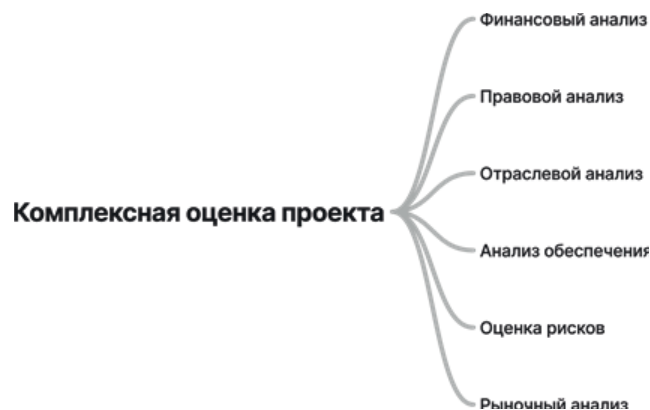 Финансовый анализ
Правовой анализ
Отраслевой анализ
Комплексная оценка проекта
Анализ обеспечения
Оценка рисков
Рыночный анализ